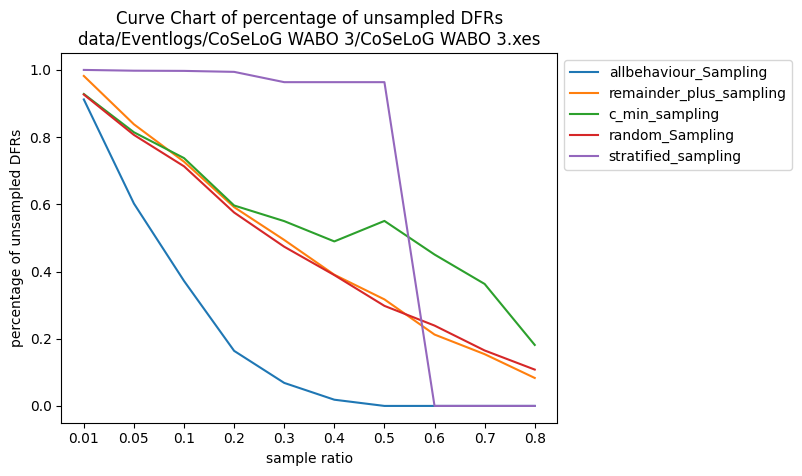 Curve Chart of percentage of unsampled DFRs
data/Eventlogs/CoSeLoG WABO 3/CoSeLoG WABO 3.xes
percentage of unsampled DFRs
1.0
0.8
0.6
0.4
0.2
0.0
0.01 0.05 0.1 0.2 0.3 0.4 0.5 0.6 0.7 0.8
sample ratio
allbehaviour_Sampling
remainder_plus_sampling
c_min_sampling
random_Sampling
stratified_sampling